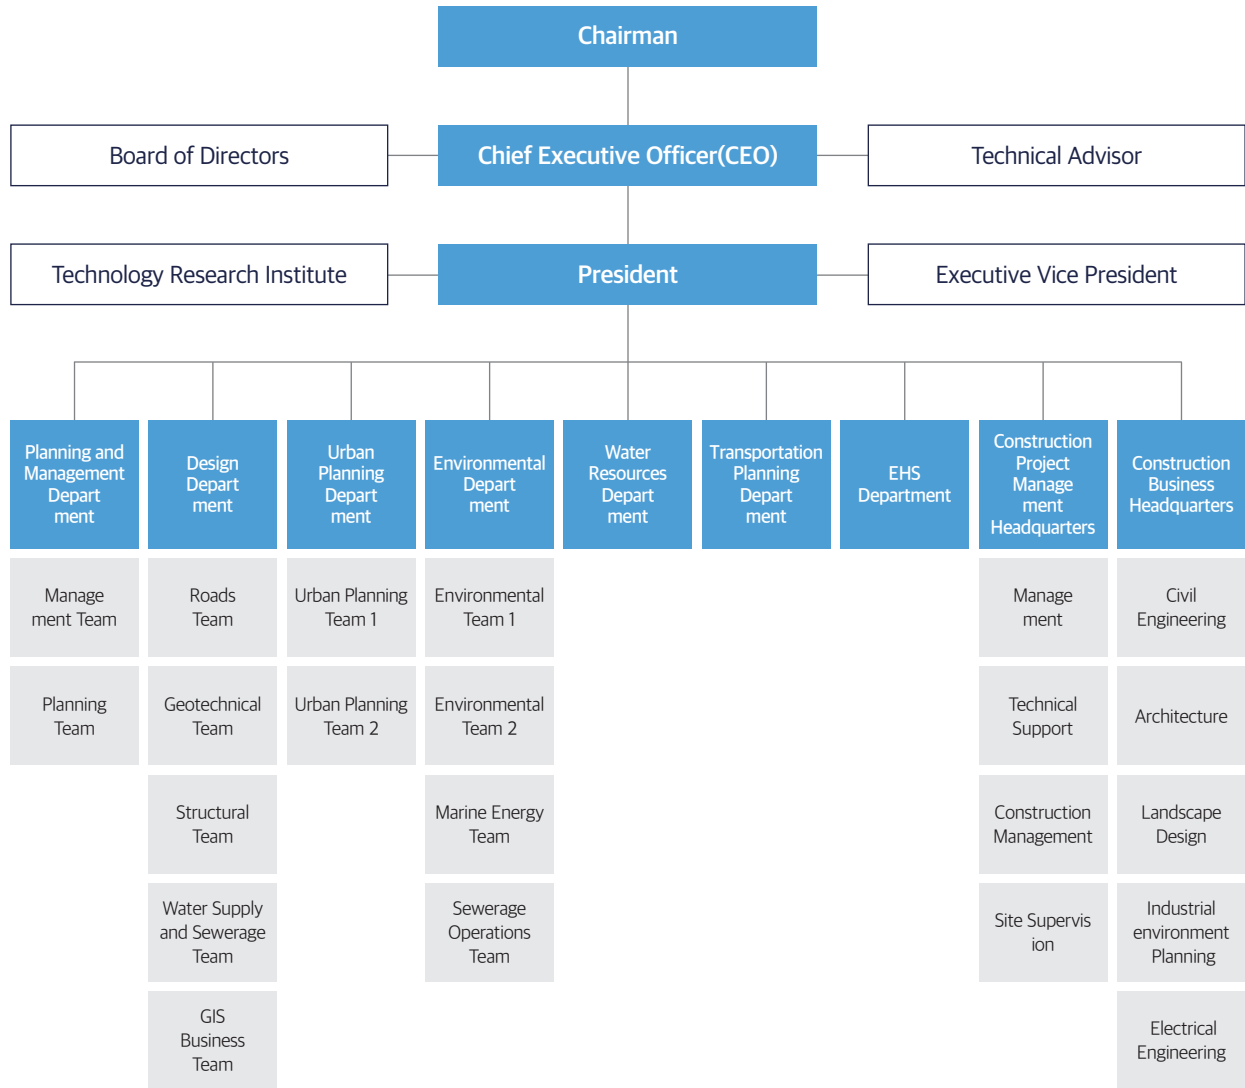 Chairman
Board of Directors
Chief Executive Officer(CEO)
Technical Advisor
Technology Research Institute
President
Executive Vice President
Planning and
Management
Depart
ment
Design
Depart
ment
Urban
Planning
Depart
ment
Environmental
Depart
ment
Water
Resources
Depart
ment
Transportation
Planning
Depart
ment
EHS
Department
Construction
Project
Manage
ment
Headquarters
Construction
Business
Headquarters
Manage
ment Team
Roads
Team
Urban Planning
Team 1
Environmental
Team 1
Manage
ment
Civil
Engineering
Planning
Team
Geotechnical
Team
Urban Planning
Team 2
Environmental
Team 2
Technical
Support
Architecture
Structural
Team
Marine Energy
Team
Construction
Management
Landscape
Design
Water Supply
and Sewerage
Team
Sewerage
Operations
Team
Site Supervis
ion
Industrial
environment
Planning
GIS
Business
Team
Electrical
Engineering